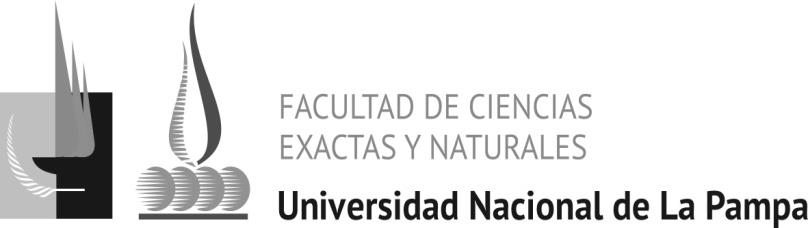 FACULTAD DE CIENCIAS
EXACTAS Y NATURALES
Universidad Nacional de La Pampa